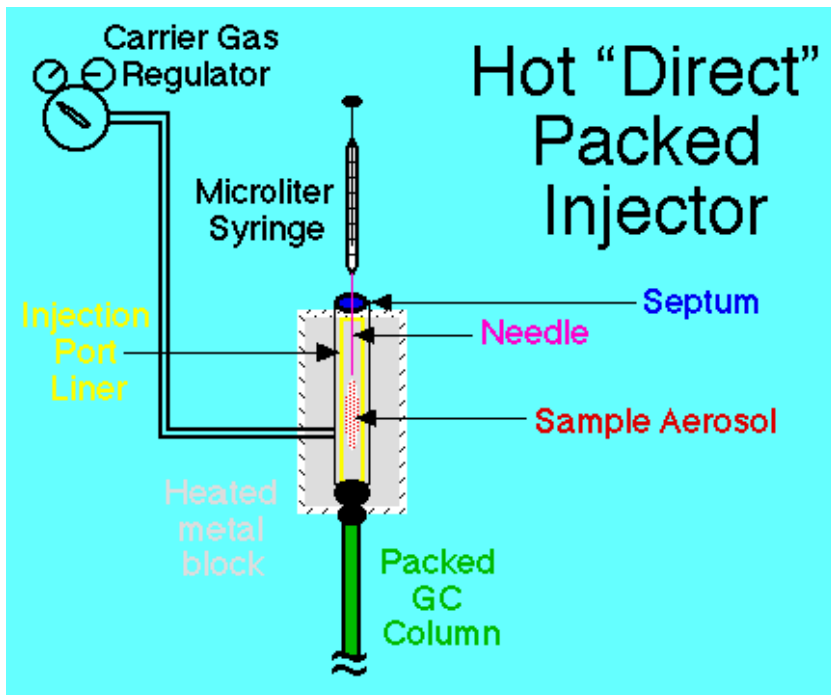 Carrier Gas
Regulator
Hot “Direct”
Packed
Injector
Microliter
Syringe
Septum
Injection
Port
Liner
Needle
Sample Aerosol
Heated
metal
block
Packed
GC
Column